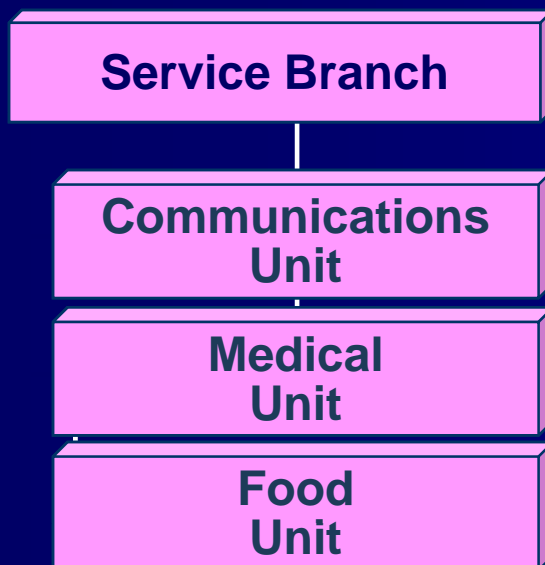 Service Branch
Communications
Unit
Medical
Unit
Food
Unit